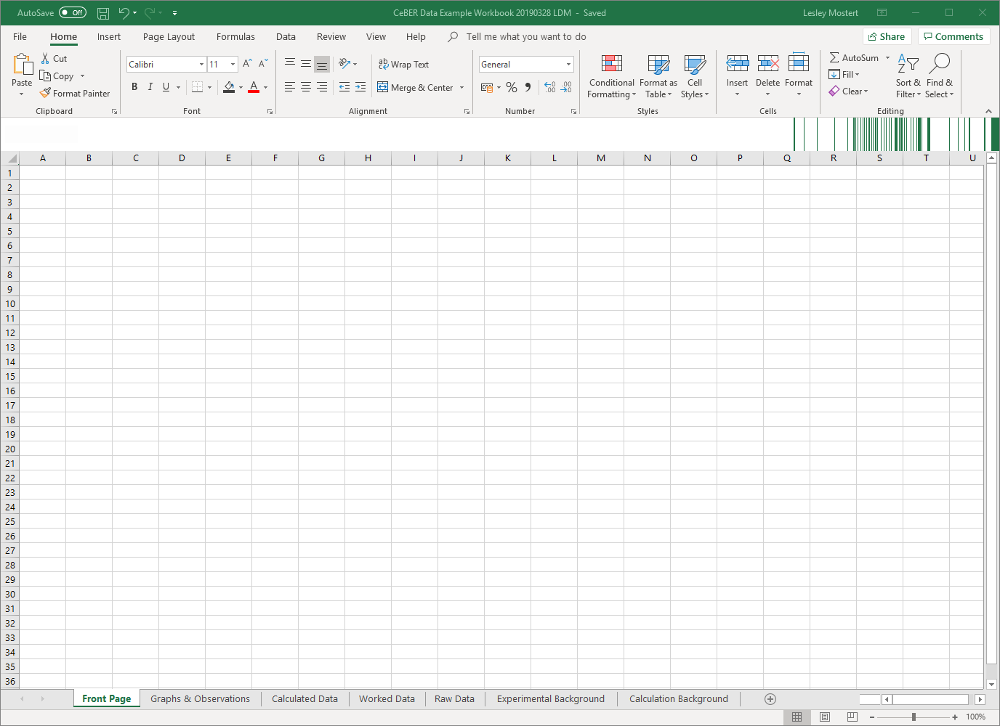 AutoSave Off CeBER Data Example Workbook 20190328 LDM - Saved Lesley Mostert
File Home Insert Page Layout Formulas Data Review View Help Tell me what you want to do Share Comments
Paste
Cut
Copy
Format Painter
Clipboard
Calibri 11 A A
B I U A
Font
Wrap Text
Merge & Center
Alignment
General
% , .00 .00
Number
Conditional Formatting
Format as Table
Cell Styles
Styles
Insert Delete Format
Cells
AutoSum
Fill
Clear
Sort & Filter
Find & Select
Editing
A B C D E F G H I J K L M N O P Q R S T U
1
2
3
4
5
6
7
8
9
10
11
12
13
14
15
16
17
18
19
20
21
22
23
24
25
26
27
28
29
30
31
32
33
34
35
36
Front Page Graphs & Observations Calculated Data Worked Data Raw Data Experimental Background Calculation Background
100%